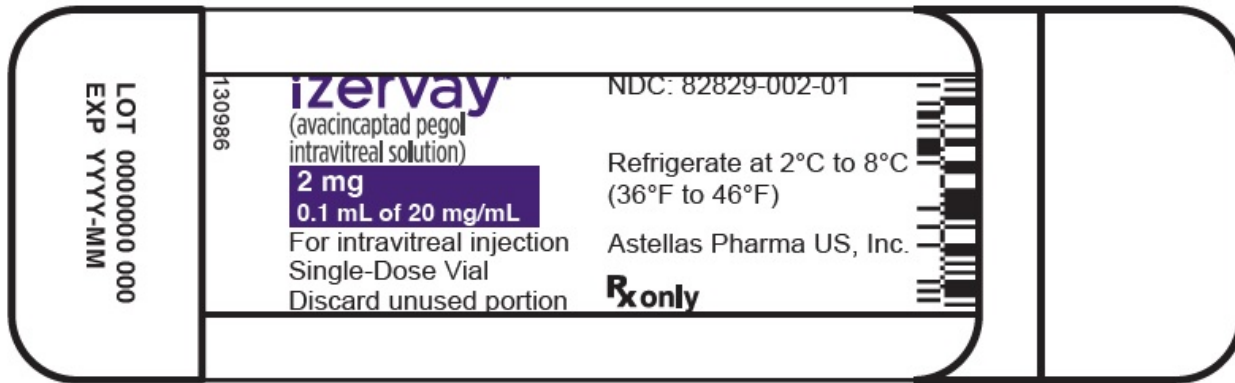 LOT 0000000 000
EXP YYYY-MM
130986
izervay™
(avacincaptad pegol
intravitreal solution)
2 mg
0.1 mL of 20 mg/mL
For intravitreal injection
Single-Dose Vial
Discard unused portion
NDC: 82829-002-01
Refrigerate at 2°C to 8°C
(36°F to 46°F)
Astellas Pharma US, Inc.
Rx only